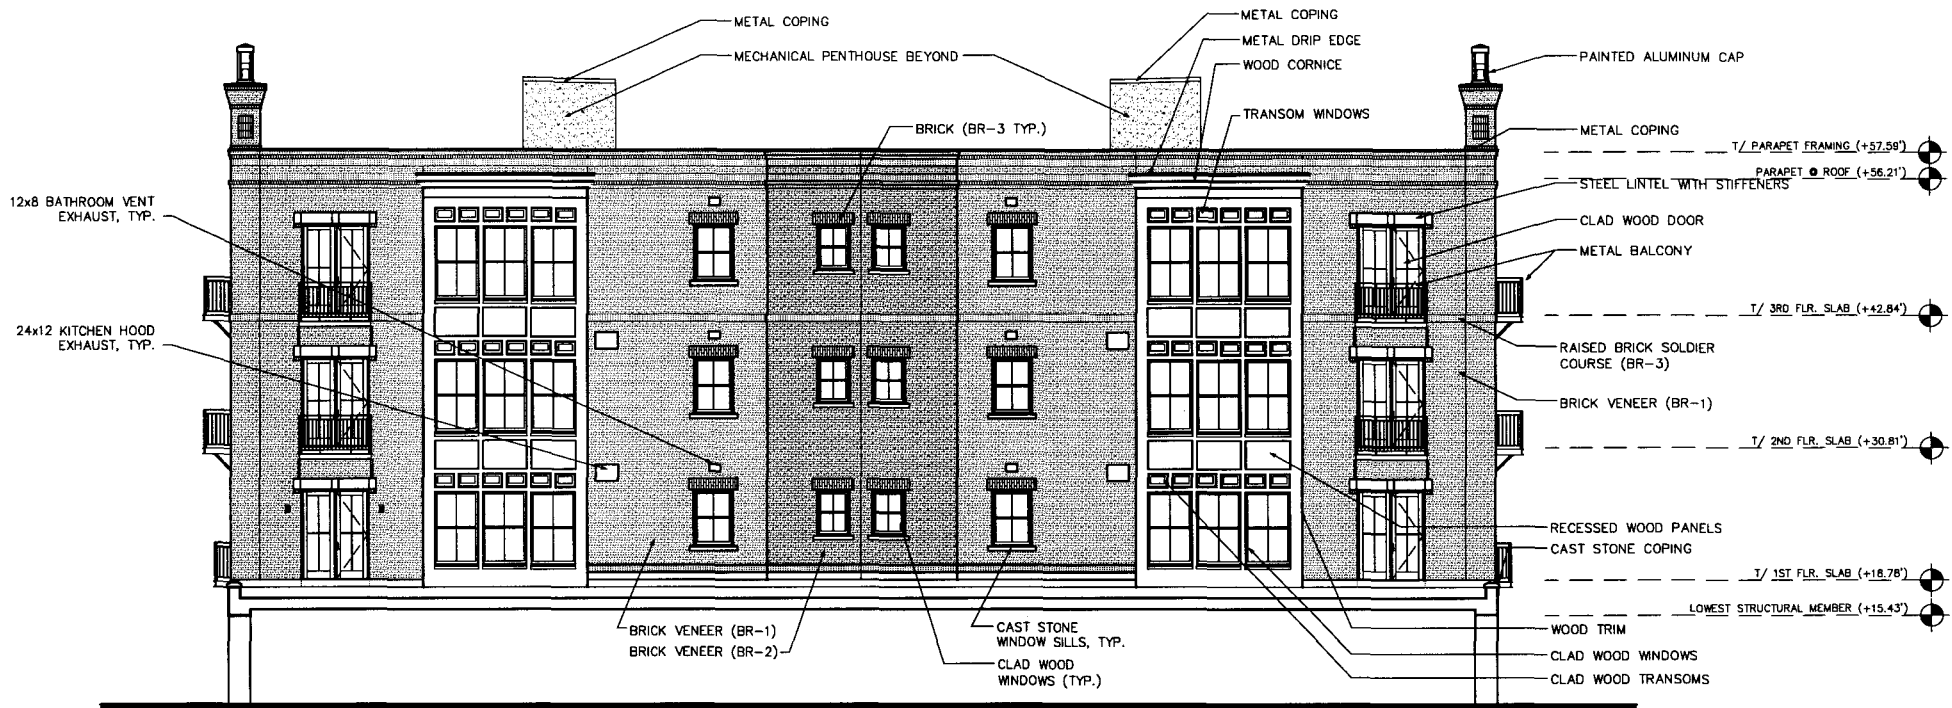 METAL COPING
MECHANICAL PENTHOUSE BEYOND
METAL COPING
METAL DRIP EDGE
WOOD CORNICE
TRANSOM WINDOWS
BRICK (BR-3 TYP.)
PAINTED ALUMINUM CAP
METAL COPING
T/ PARAPET FRAMING (+57.59')
PARAPET @ ROOF (+56.21')
STEEL LINTEL WITH STIFFENERS
CLAD WOOD DOOR
METAL BALCONY
T/ 3RD FLR. SLAB (+42.84')
RAISED BRICK SOLDIER
COURSE (BR-3)
BRICK VENEER (BR-1)
T/ 2ND FLR. SLAB (+30.81')
RECESSED WOOD PANELS
CAST STONE COPING
T/ 1ST FLR. SLAB (+18.78')
LOWEST STRUCTURAL MEMBER (+15.43')
WOOD TRIM
CLAD WOOD WINDOWS
CLAD WOOD TRANSOMS
12x8 BATHROOM VENT
EXHAUST, TYP.
24x12 KITCHEN HOOD
EXHAUST, TYP.
BRICK VENEER (BR-1)
BRICK VENEER (BR-2)
CAST STONE
WINDOW SILLS, TYP.
CLAD WOOD
WINDOWS (TYP.)